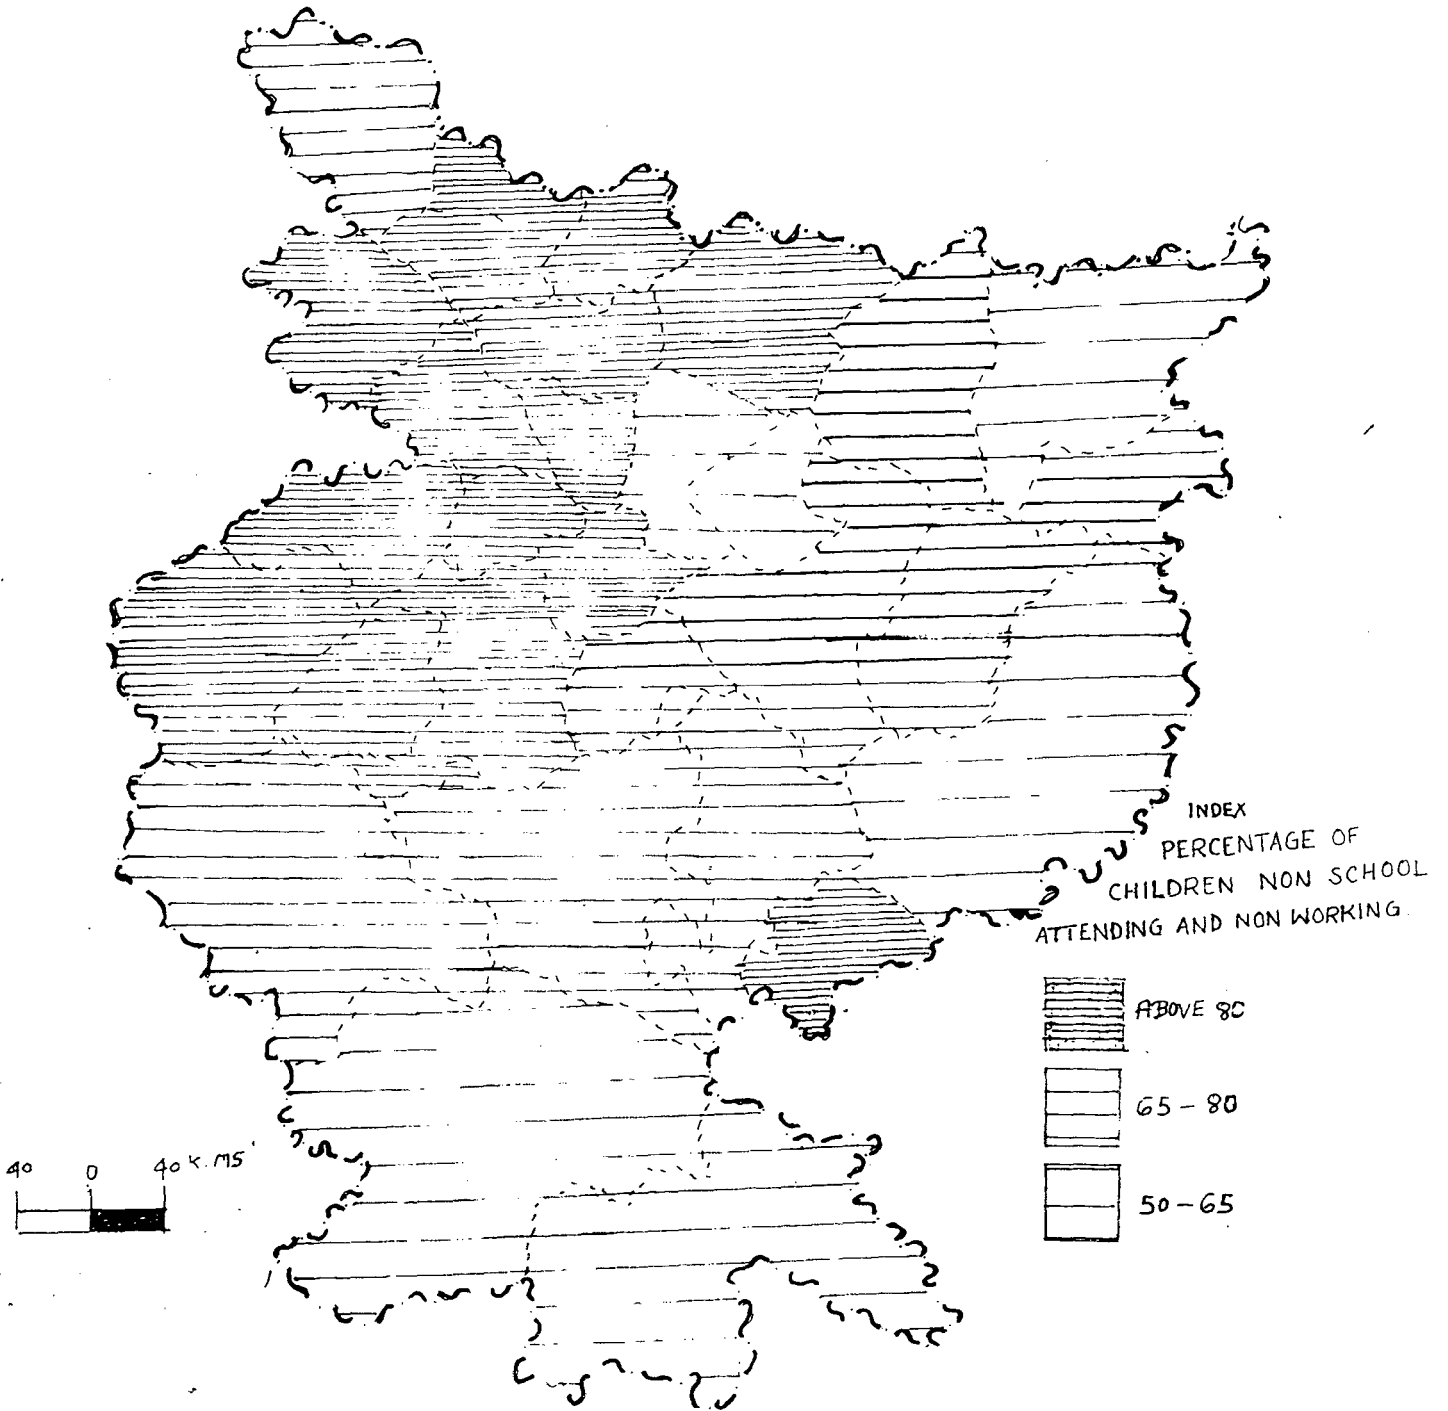 INDEX
PERCENTAGE OF
CHILDREN NON SCHOOL
ATTENDING AND NON WORKING
ABOVE 80
65 - 80
50 - 65
40 0 40 K.MS